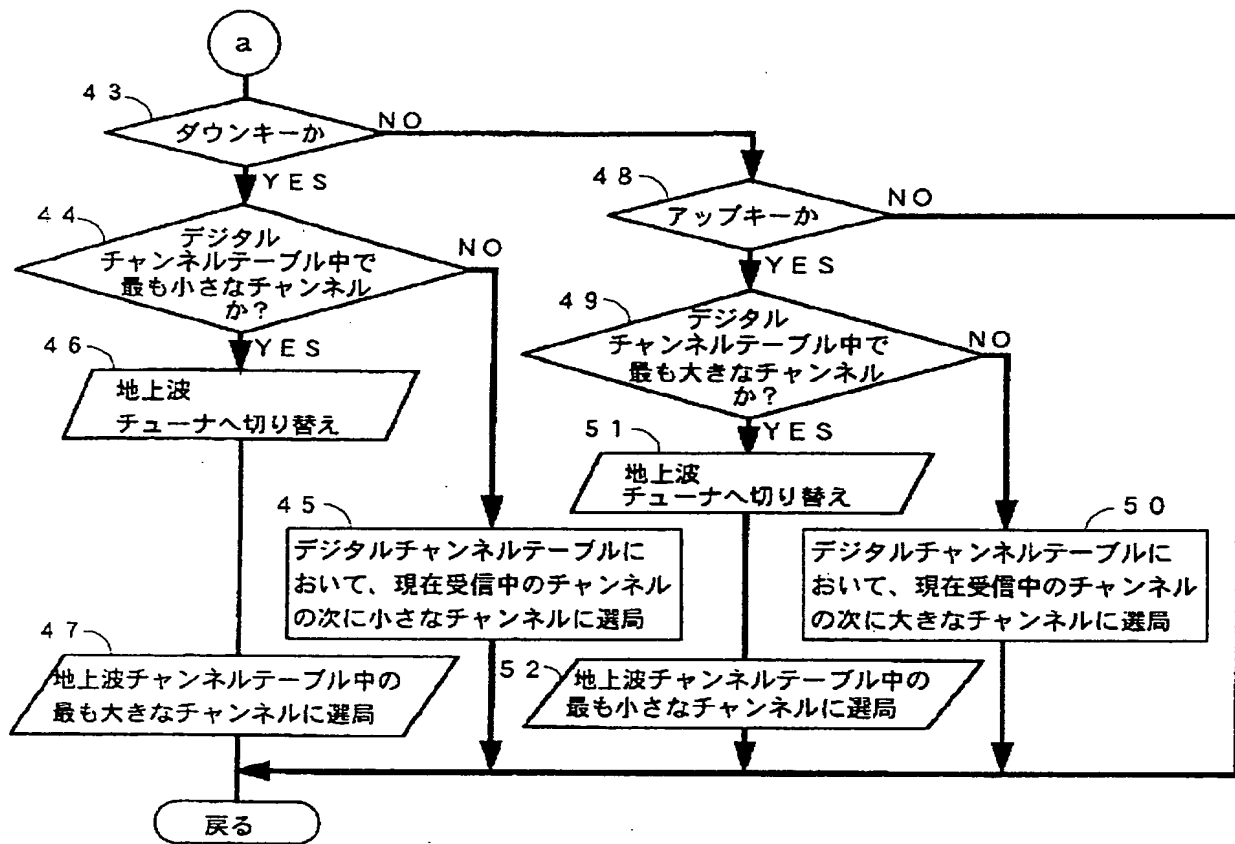 a
43
ダウンキーか
NO
YES
48
アップキーか
NO
YES
44
デジタル
チャンネルテーブル中で
最も小さなチャンネル
か？
NO
YES
49
デジタル
チャンネルテーブル中で
最も大きなチャンネル
か？
NO
YES
46
地上波
チューナへ切り替え
51
地上波
チューナへ切り替え
45
デジタルチャンネルテーブルに
おいて、現在受信中のチャンネル
の次に小さなチャンネルに選局
50
デジタルチャンネルテーブルに
おいて、現在受信中のチャンネル
の次に大きなチャンネルに選局
47
地上波チャンネルテーブル中の
最も大きなチャンネルに選局
52
地上波チャンネルテーブル中の
最も小さなチャンネルに選局
戻る